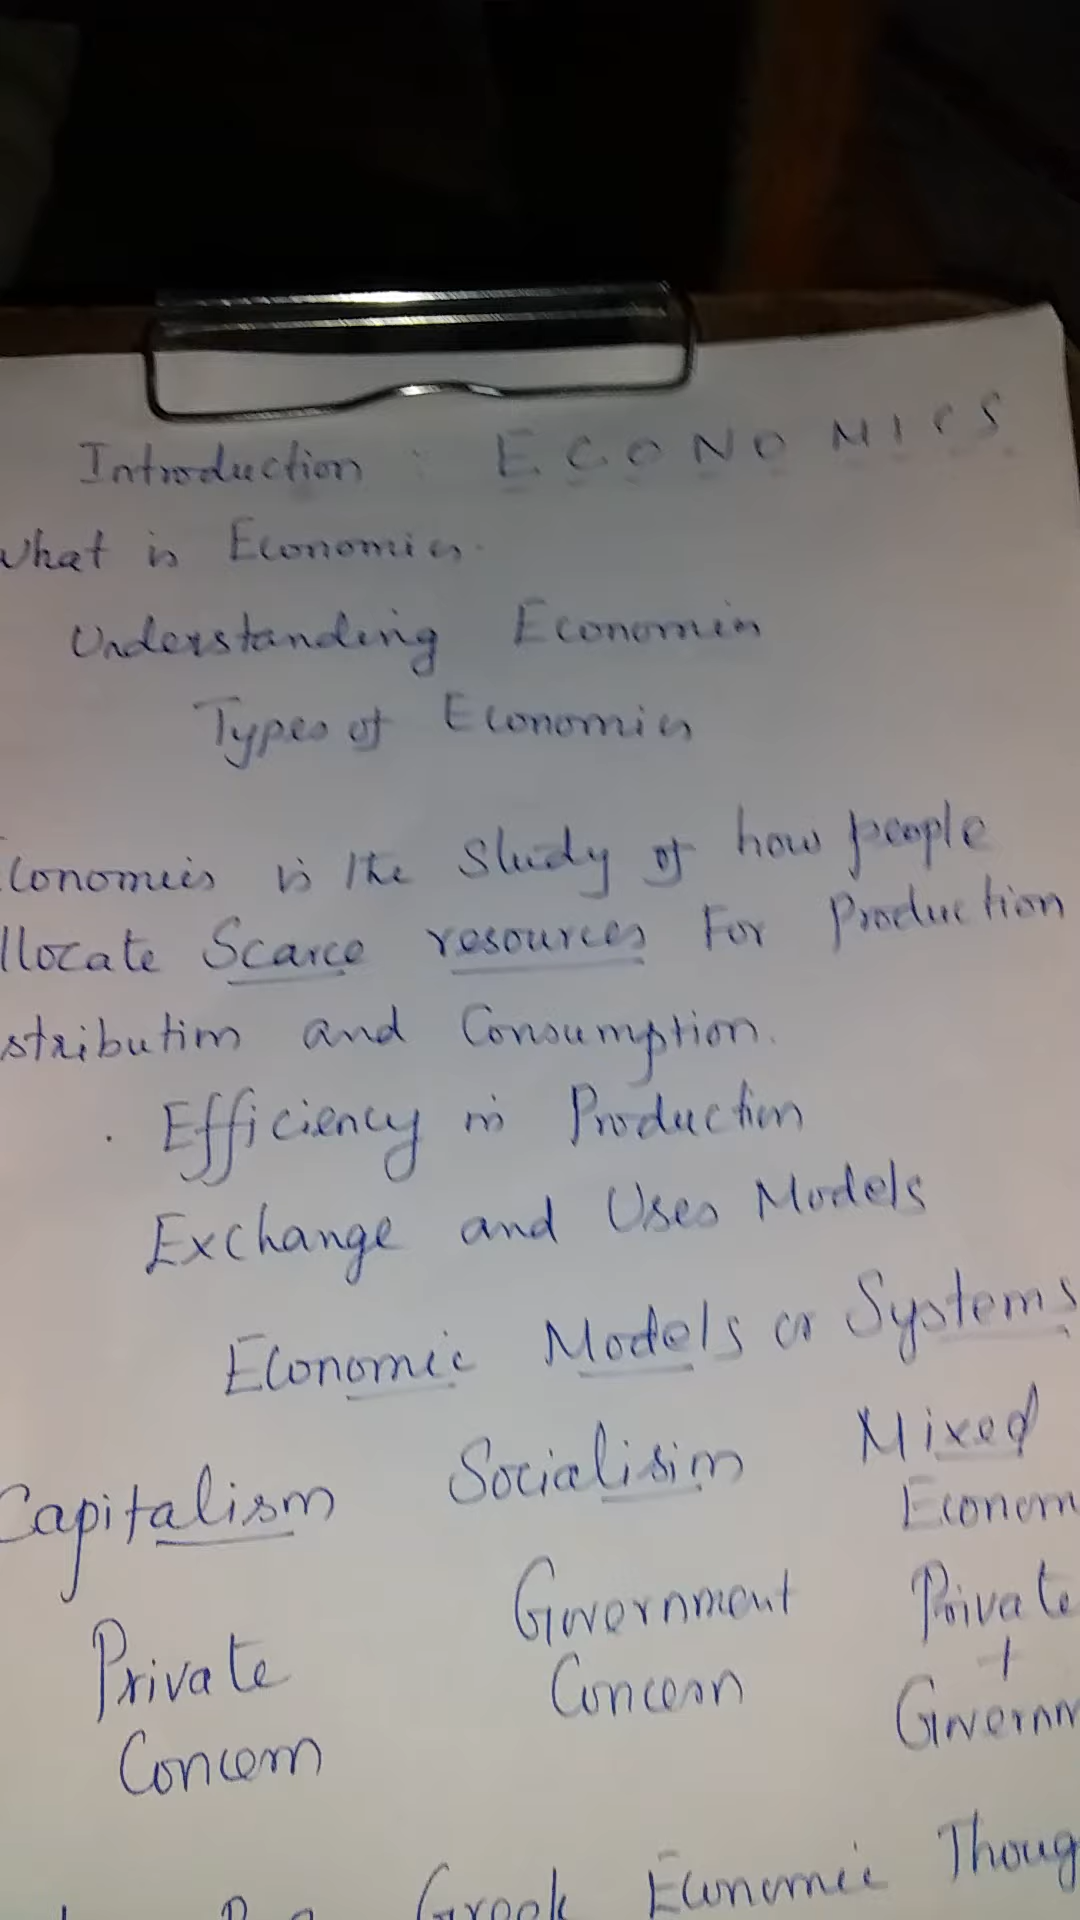 Introduction : ECONOMICS
What is Economics.
Understanding Economics
Types of Economics
Economics is the Study of how people
llocate Scarce resources For Production
stribution and Consumption.
. Efficiency in Production
Exchange and Uses Models
Economic Models or Systems
Capitalism Socialisim Mixed
Econom
Private Concern
Government Concern
Private
+
Governm
Greek Economic Thoug